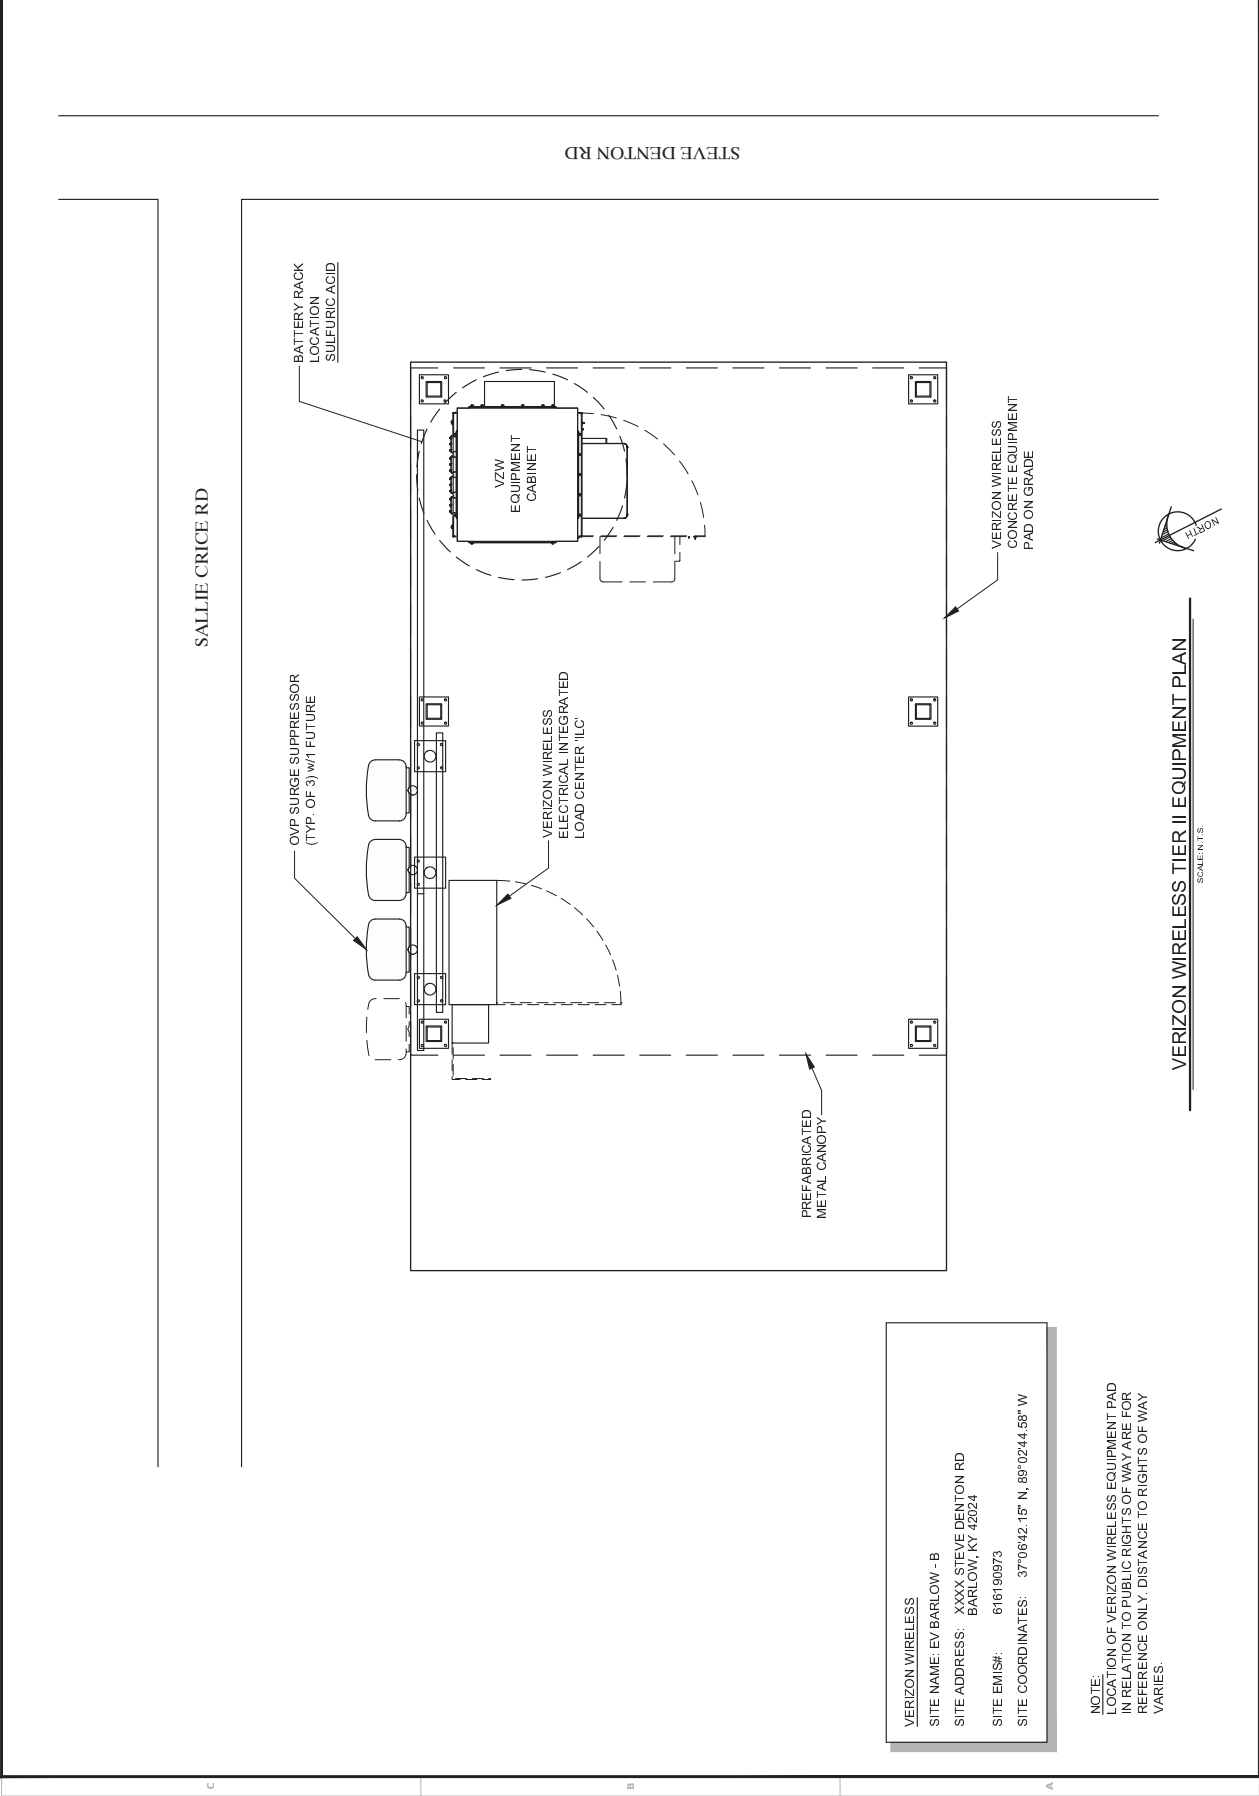 STEVE DENTON RD
SALLIE CRICE RD
BATTERY RACK
LOCATION
SULFURIC ACID
OVP SURGE SUPPRESSOR
(TYP. OF 3) w/1 FUTURE
VZW
EQUIPMENT
CABINET
VERIZON WIRELESS
ELECTRICAL INTEGRATED
LOAD CENTER 'ILC'
VERIZON WIRELESS
CONCRETE EQUIPMENT
PAD ON GRADE
PREFABRICATED
METAL CANOPY
NORTH
VERIZON WIRELESS TIER II EQUIPMENT PLAN
SCALE: N.T.S.
VERIZON WIRELESS
SITE NAME: EV BARLOW - B
SITE ADDRESS: XXXX STEVE DENTON RD
BARLOW, KY 42024
SITE EMIS#: 616190973
SITE COORDINATES: 37°06'42.15" N, 89°02'44.58" W
NOTE:
LOCATION OF VERIZON WIRELESS EQUIPMENT PAD
IN RELATION TO PUBLIC RIGHTS OF WAY ARE FOR
REFERENCE ONLY. DISTANCE TO RIGHTS OF WAY
VARIES.
C
B
A